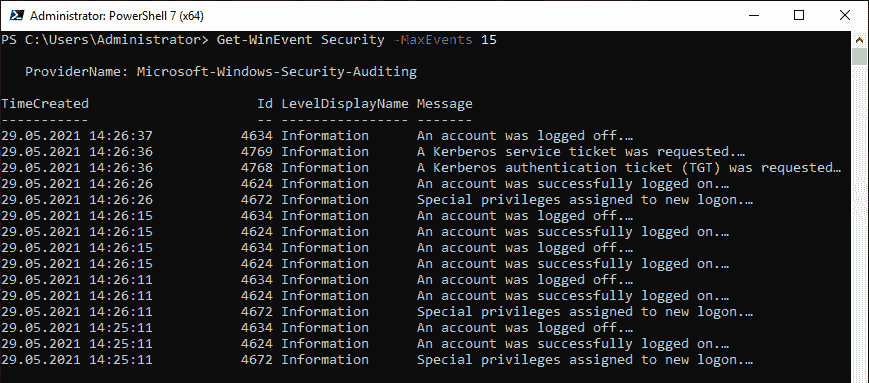 Administrator: PowerShell 7 (x64)
PS C:\Users\Administrator> Get-WinEvent Security -MaxEvents 15
ProviderName: Microsoft-Windows-Security-Auditing
TimeCreated Id LevelDisplayName Message
----------- -- ---------------- -------
29.05.2021 14:26:37 4634 Information An account was logged off.…
29.05.2021 14:26:36 4769 Information A Kerberos service ticket was requested.…
29.05.2021 14:26:36 4768 Information A Kerberos authentication ticket (TGT) was requested…
29.05.2021 14:26:26 4624 Information An account was successfully logged on.…
29.05.2021 14:26:26 4672 Information Special privileges assigned to new logon.…
29.05.2021 14:26:15 4634 Information An account was logged off.…
29.05.2021 14:26:15 4624 Information An account was successfully logged on.…
29.05.2021 14:26:15 4634 Information An account was logged off.…
29.05.2021 14:26:15 4624 Information An account was successfully logged on.…
29.05.2021 14:26:11 4634 Information An account was logged off.…
29.05.2021 14:26:11 4624 Information An account was successfully logged on.…
29.05.2021 14:26:11 4672 Information Special privileges assigned to new logon.…
29.05.2021 14:25:11 4634 Information An account was logged off.…
29.05.2021 14:25:11 4624 Information An account was successfully logged on.…
29.05.2021 14:25:11 4672 Information Special privileges assigned to new logon.…